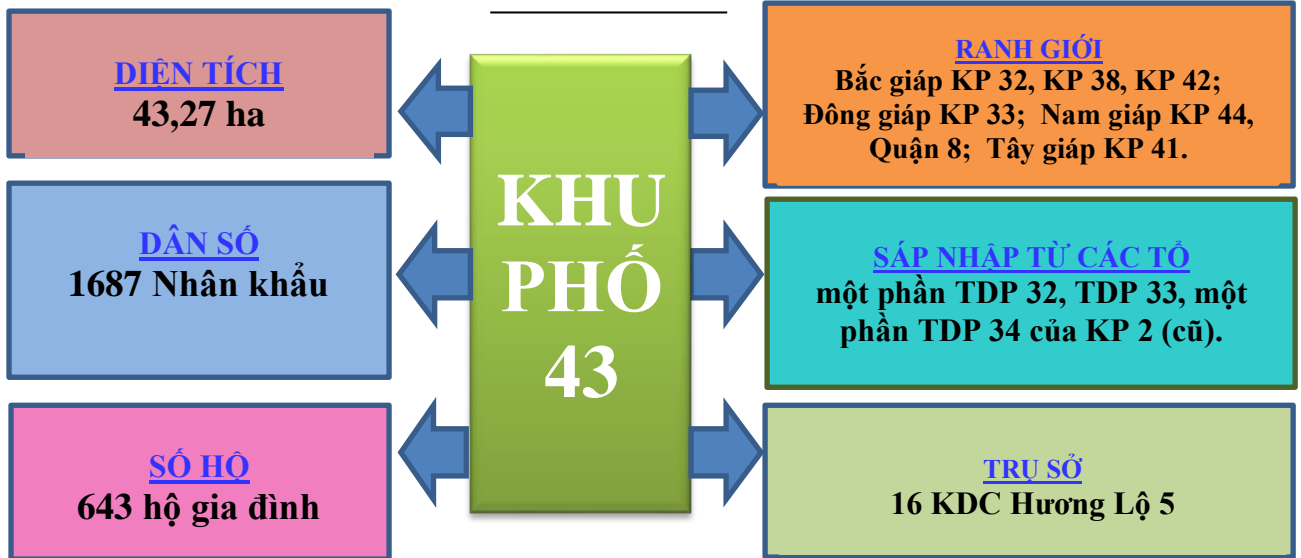 DIỆN TÍCH
43,27 ha
DÂN SỐ
1687 Nhân khẩu
SỐ HỘ
643 hộ gia đình
KHU
PHỐ
43
RANH GIỚI
Bắc giáp KP 32, KP 38, KP 42;
Đông giáp KP 33; Nam giáp KP 44,
Quận 8; Tây giáp KP 41.
SÁP NHẬP TỪ CÁC TỔ
một phần TDP 32, TDP 33, một
phần TDP 34 của KP 2 (cũ).
TRỤ SỞ
16 KDC Hương Lộ 5